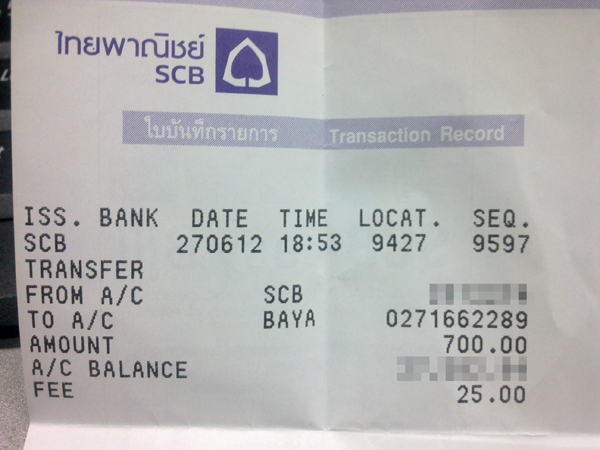 ไทยพาณิชย์
SCB
ใบบันทึกรายการ Transaction Record
ISS. BANK DATE TIME LOCAT. SEQ.
SCB 270612 18:53 9427 9597
TRANSFER
FROM A/C SCB
TO A/C BAYA 0271662289
AMOUNT 700.00
A/C BALANCE
FEE 25.00